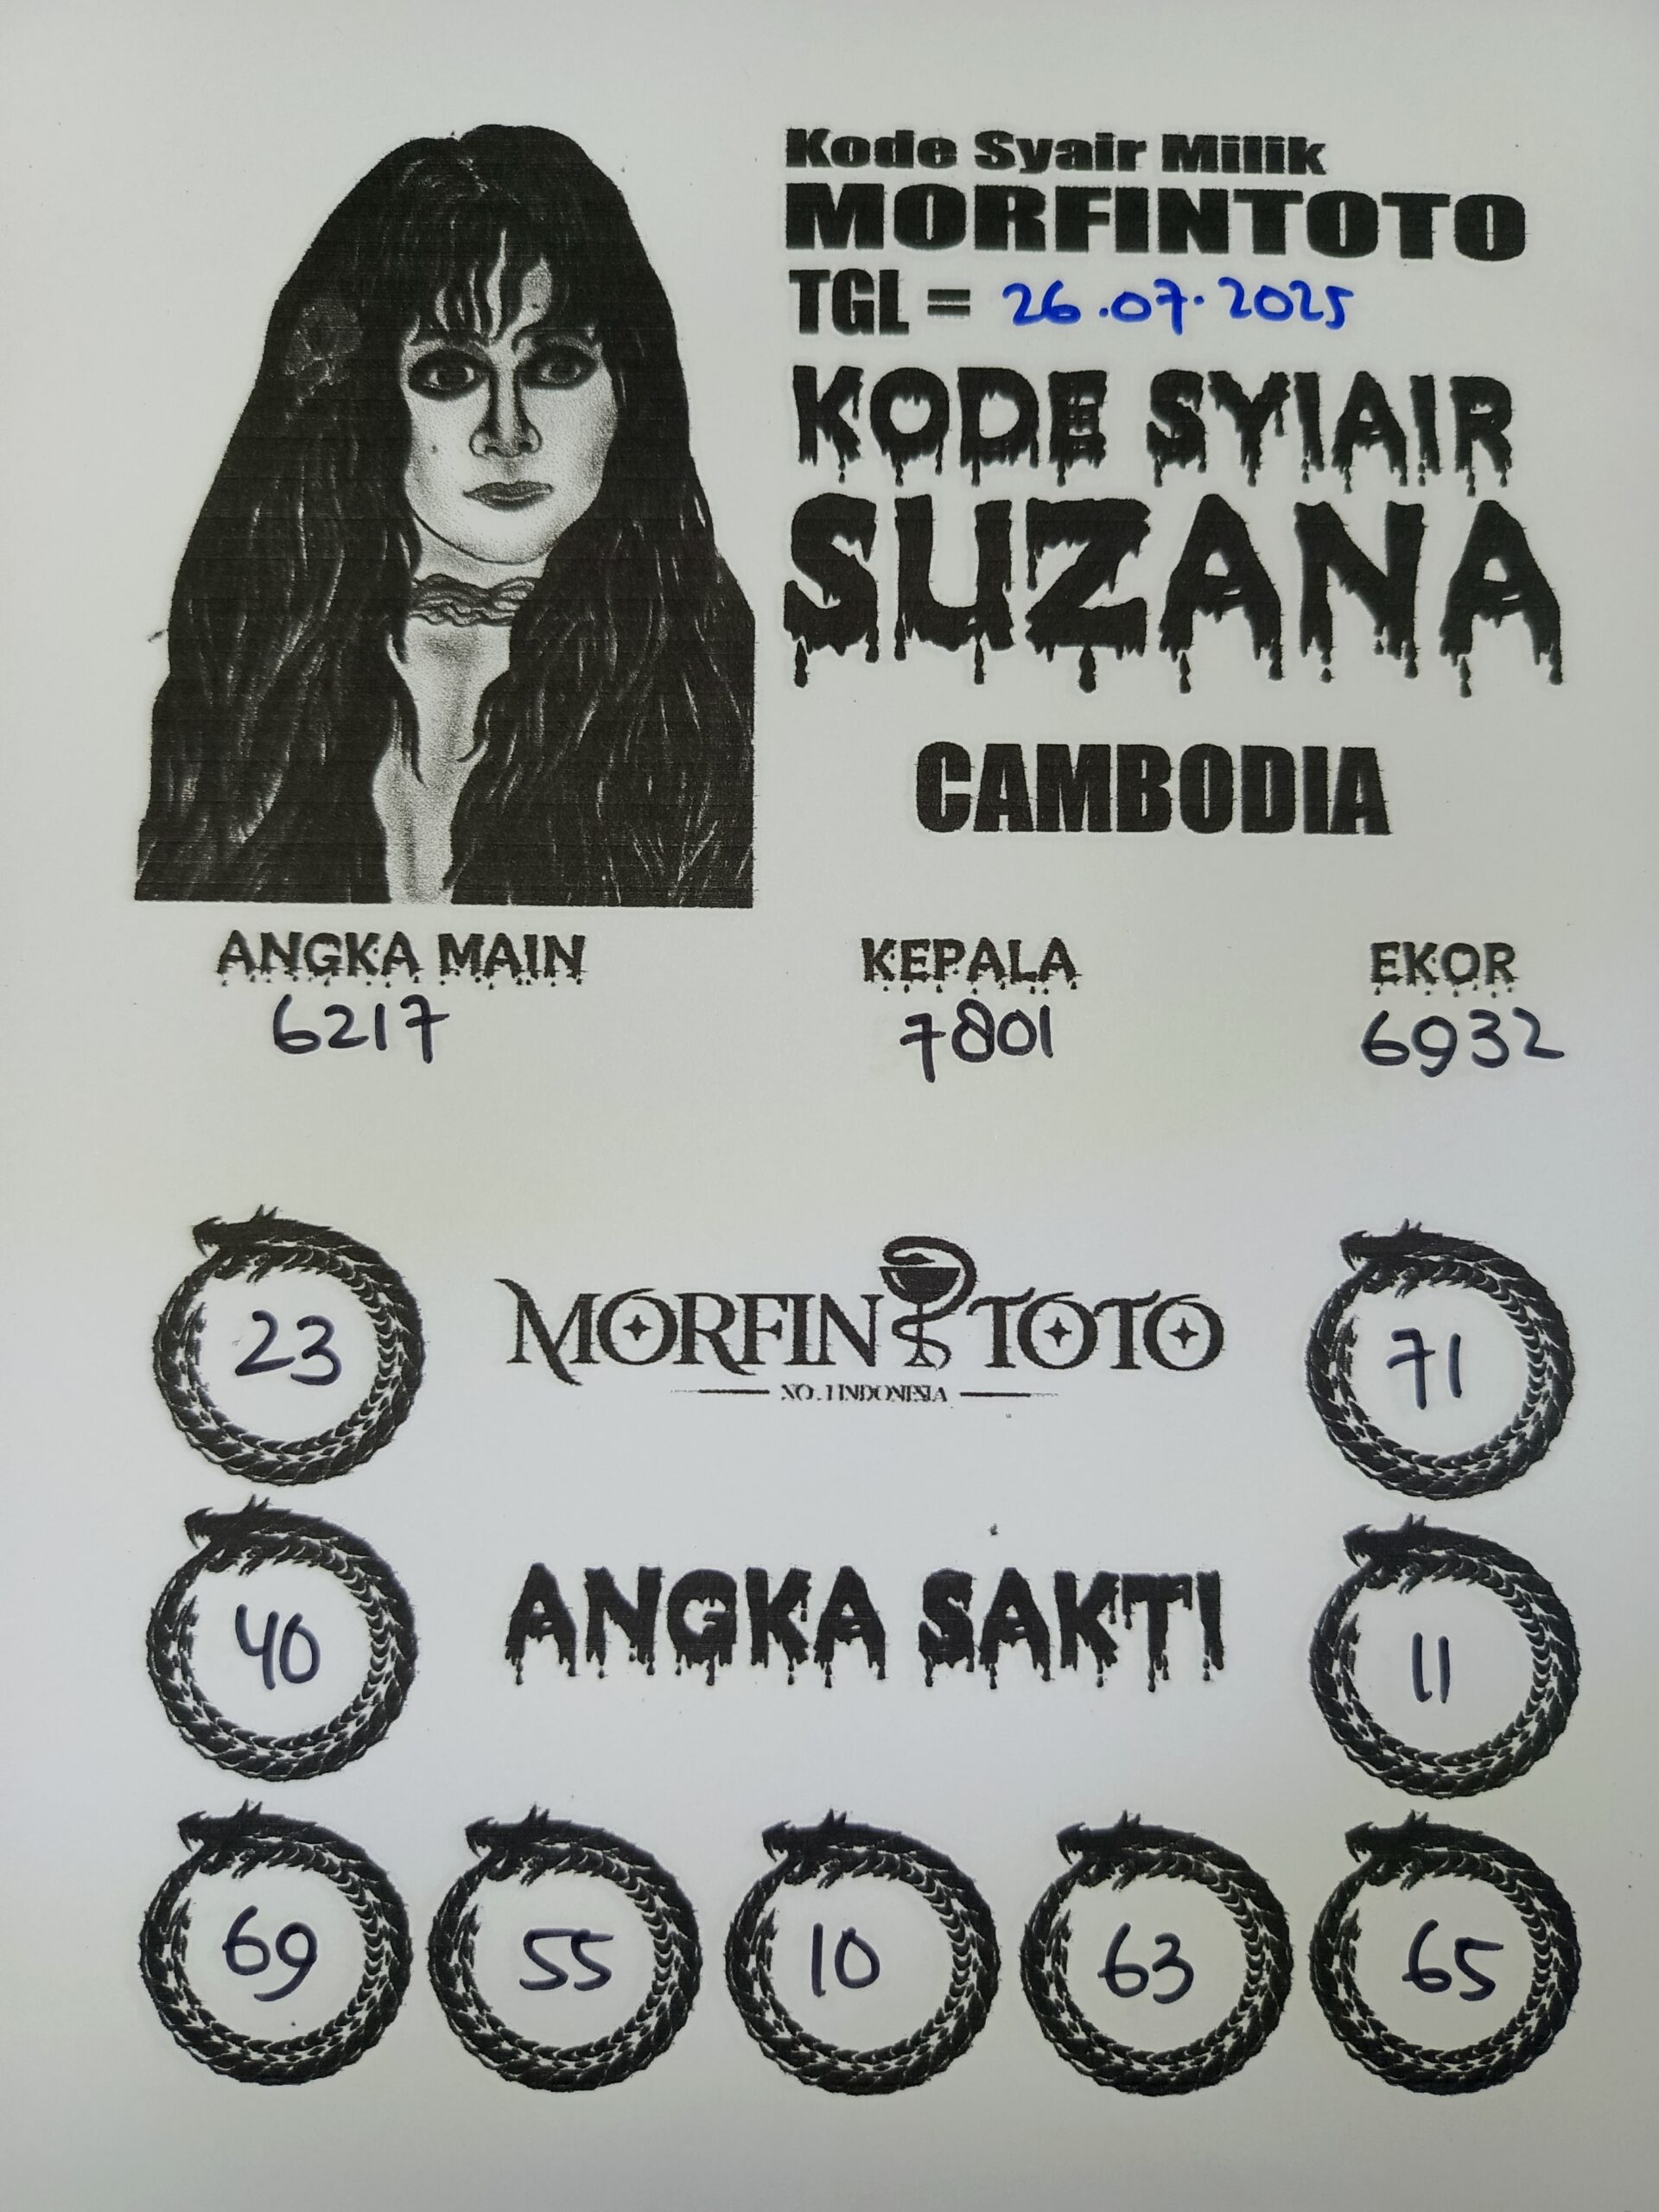 Kode Syair Milik
MORFINTOTO
TGL = 26.07.2025
KODE SYIAIR
SUZANA
CAMBODIA
ANGKA MAIN KEPALA EKOR
6217 7801 6932
23 MORFIN TOTO 71
NO.1 INDONESIA
40 ANGKA SAKTI 11
69 55 10 63 65